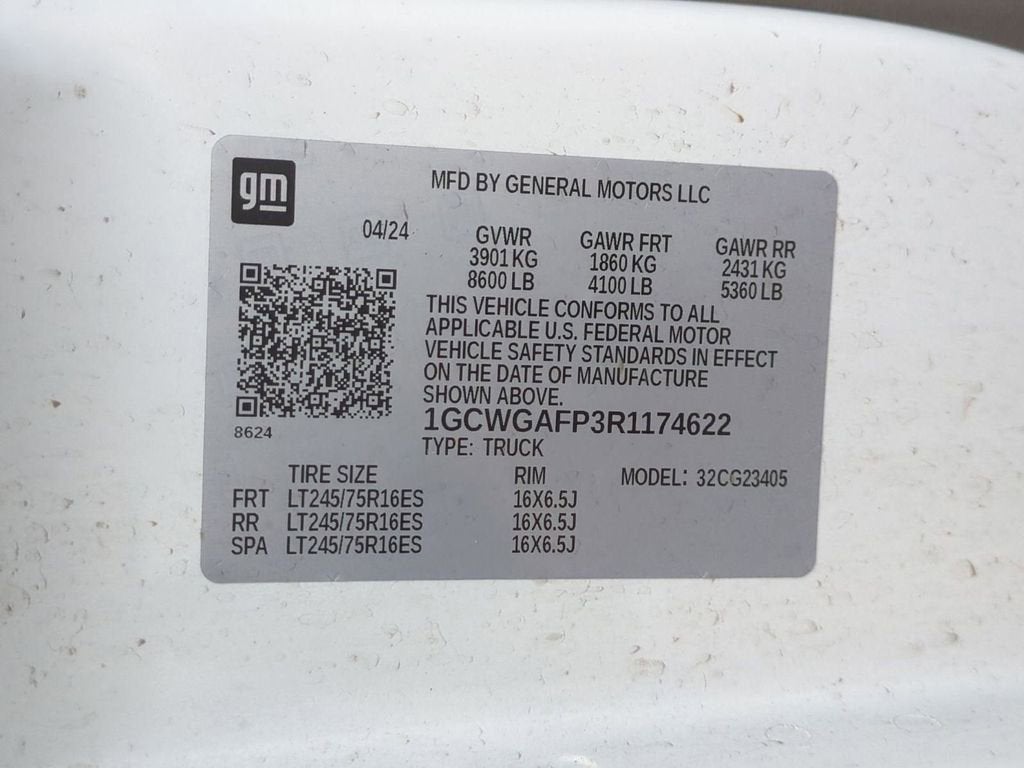 gm
MFD BY GENERAL MOTORS LLC
04/24
GVWR GAWR FRT GAWR RR
3901 KG 1860 KG 2431 KG
8600 LB 4100 LB 5360 LB
THIS VEHICLE CONFORMS TO ALL
APPLICABLE U.S. FEDERAL MOTOR
VEHICLE SAFETY STANDARDS IN EFFECT
ON THE DATE OF MANUFACTURE
SHOWN ABOVE.
1GCWGAFP3R1174622
8624
TYPE: TRUCK
TIRE SIZE RIM MODEL: 32CG23405
FRT LT245/75R16ES 16X6.5J
RR LT245/75R16ES 16X6.5J
SPA LT245/75R16ES 16X6.5J